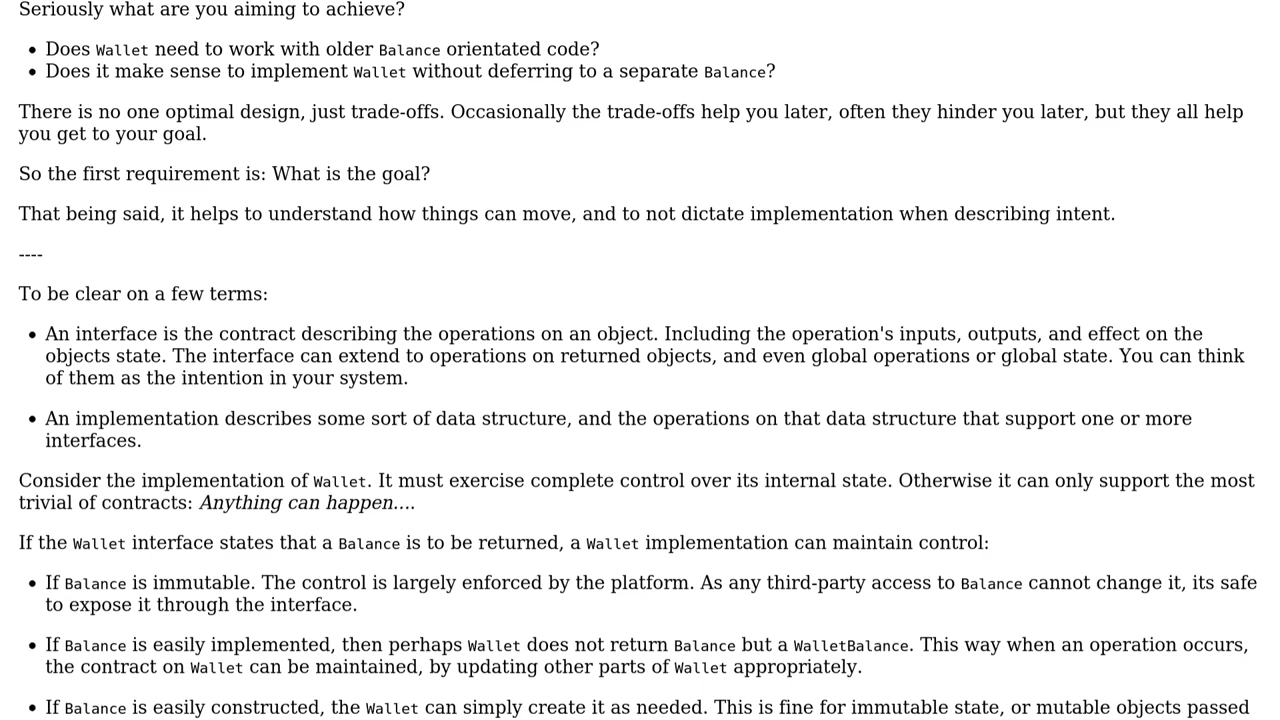 Seriously what are you aiming to achieve?
• Does Wallet need to work with older Balance orientated code?
• Does it make sense to implement Wallet without deferring to a separate Balance?
There is no one optimal design, just trade-offs. Occasionally the trade-offs help you later, often they hinder you later, but they all help
you get to your goal.
So the first requirement is: What is the goal?
That being said, it helps to understand how things can move, and to not dictate implementation when describing intent.
----
To be clear on a few terms:
• An interface is the contract describing the operations on an object. Including the operation's inputs, outputs, and effect on the
objects state. The interface can extend to operations on returned objects, and even global operations or global state. You can think
of them as the intention in your system.
• An implementation describes some sort of data structure, and the operations on that data structure that support one or more
interfaces.
Consider the implementation of Wallet. It must exercise complete control over its internal state. Otherwise it can only support the most
trivial of contracts: Anything can happen....
If the Wallet interface states that a Balance is to be returned, a Wallet implementation can maintain control:
• If Balance is immutable. The control is largely enforced by the platform. As any third-party access to Balance cannot change it, its safe
to expose it through the interface.
• If Balance is easily implemented, then perhaps Wallet does not return Balance but a WalletBalance. This way when an operation occurs,
the contract on Wallet can be maintained, by updating other parts of Wallet appropriately.
• If Balance is easily constructed, the Wallet can simply create it as needed. This is fine for immutable state, or mutable objects passed